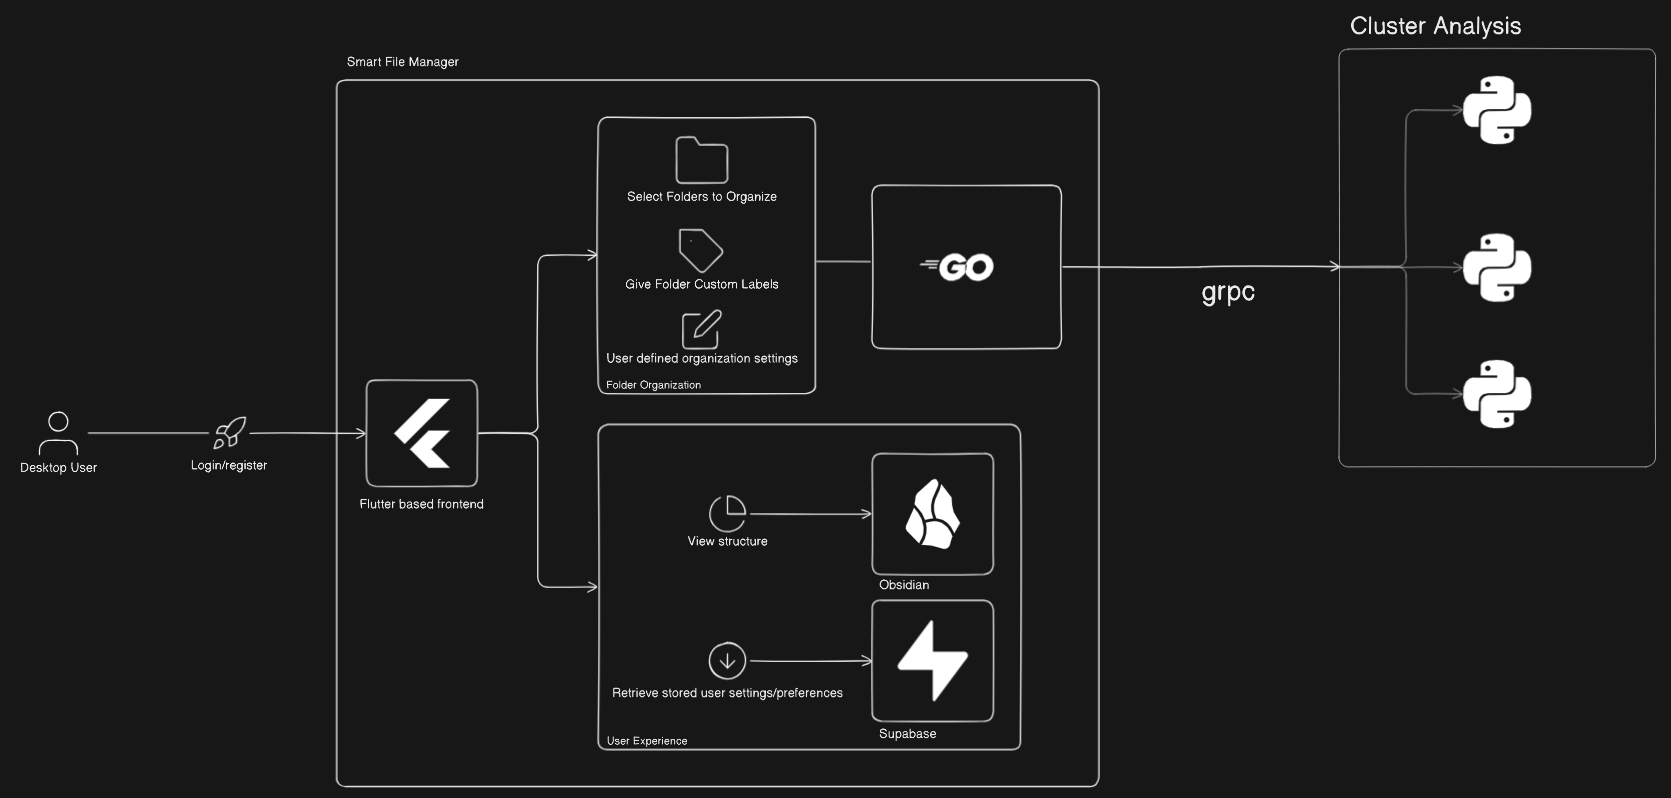 Cluster Analysis
Smart File Manager
Select Folders to Organize
Give Folder Custom Labels
User defined organization settings
Folder Organization
GO
grpc
Desktop User
Login/register
Flutter based frontend
View structure
Obsidian
Retrieve stored user settings/preferences
Supabase
User Experience